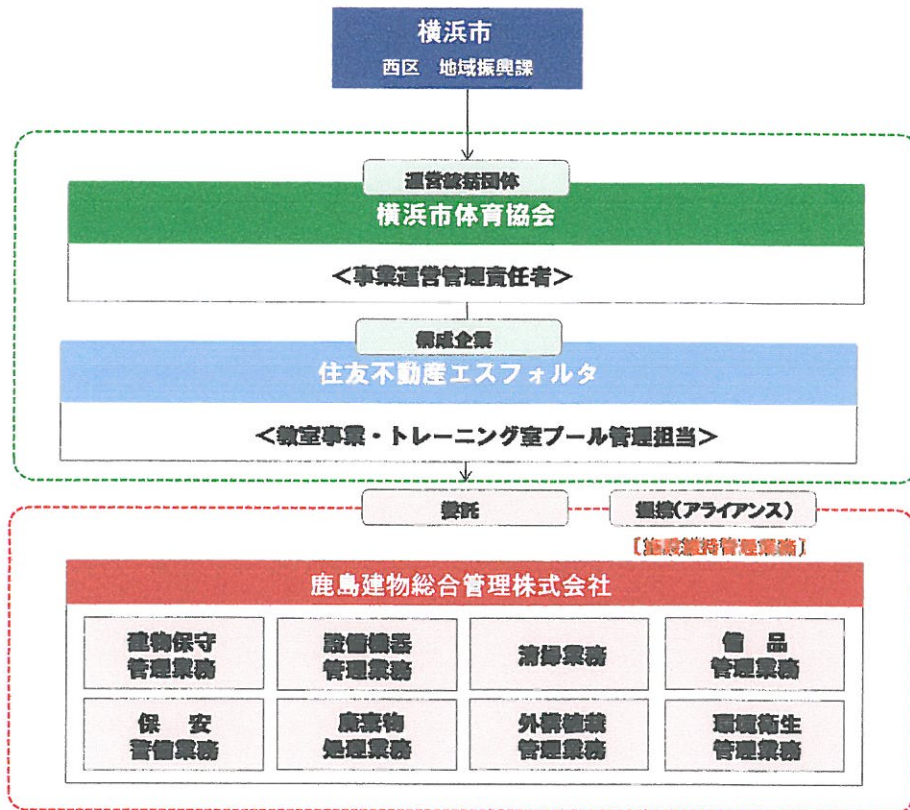 横浜市
西区　地域振興課
運営統括団体
横浜市体育協会
＜事業運営管理責任者＞
構成企業
住友不動産エスフォルタ
＜教室事業・トレーニング室プール管理担当＞
委託
提携(アライアンス)
【施設維持管理業務】
鹿島建物総合管理株式会社
建物保守
管理業務
設備機器
管理業務
清掃業務
備　品
管理業務
保　安
警備業務
廃棄物
処理業務
外構植栽
管理業務
環境衛生
管理業務